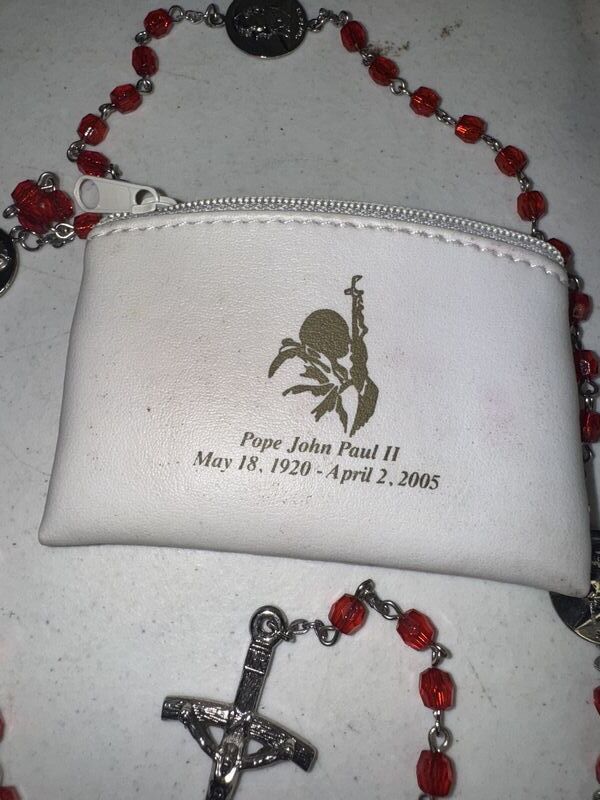 Pope John Paul II
May 18, 1920 - April 2, 2005